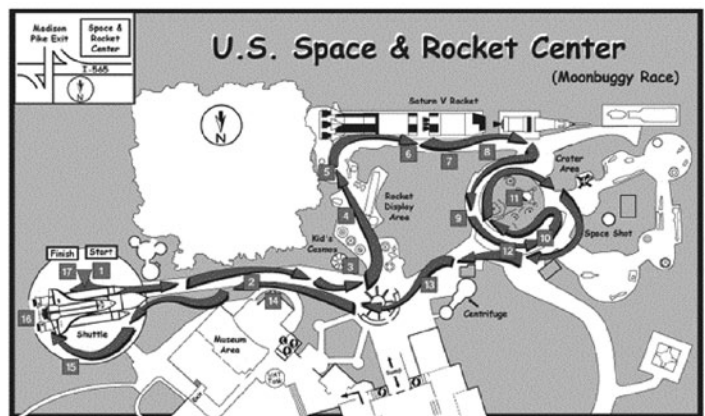 Madison
Pike Exit
Space &
Rocket
Center
I-565
N
U.S. Space & Rocket Center
(Moonbuggy Race)
N
Saturn V Rocket
6
7
8
5
Crater
Area
11
Rocket
Display
Area
4
9
10
Space Shot
Kid's
Cosmos
12
Finish
Start
17
1
3
2
13
14
Centrifuge
16
Shuttle
Museum
Area
15
Ramp